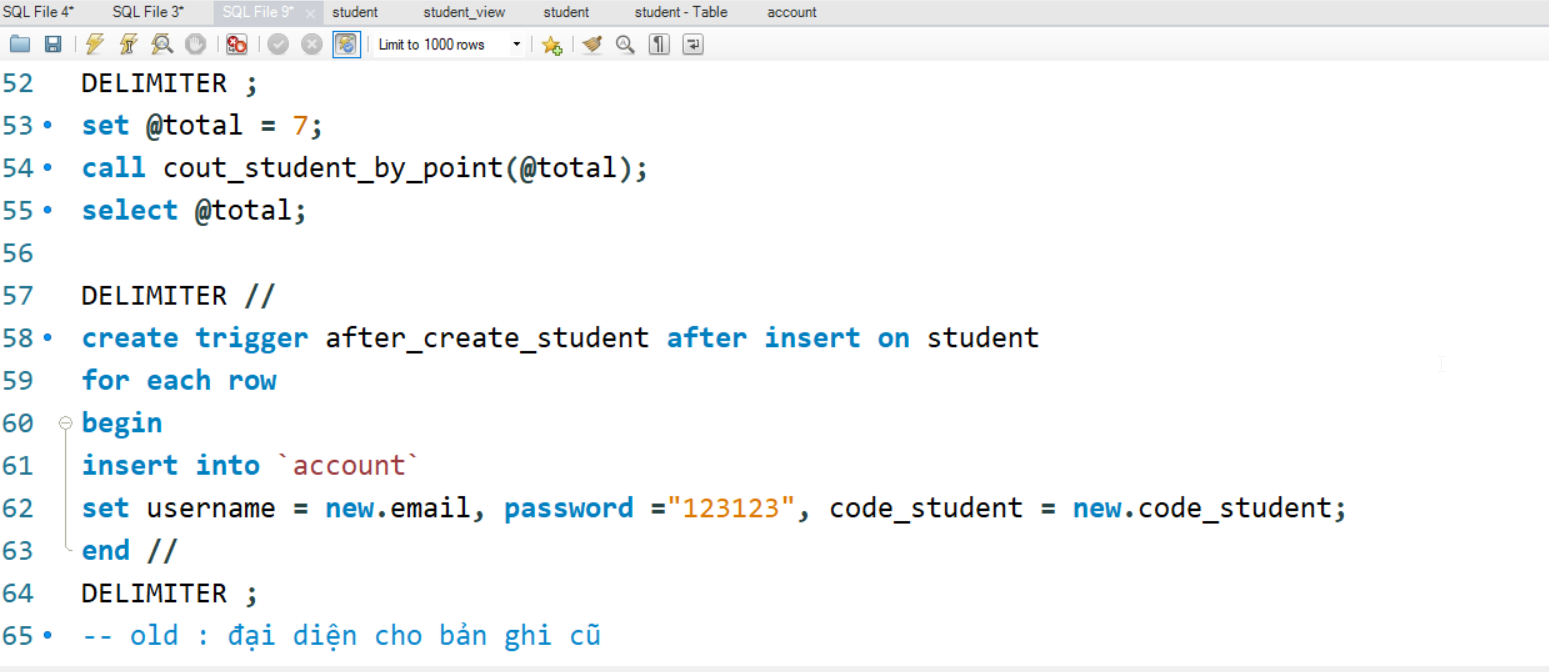 SQL File 4* SQL File 3* SQL File 9* student student_view student student - Table account
Limit to 1000 rows
52 DELIMITER ;
53 set @total = 7;
54 call cout_student_by_point(@total);
55 select @total;
56
57 DELIMITER //
58 create trigger after_create_student after insert on student
59 for each row
60 begin
61 insert into `account`
62 set username = new.email, password ="123123", code_student = new.code_student;
63 end //
64 DELIMITER ;
65 -- old : đại diện cho bản ghi cũ